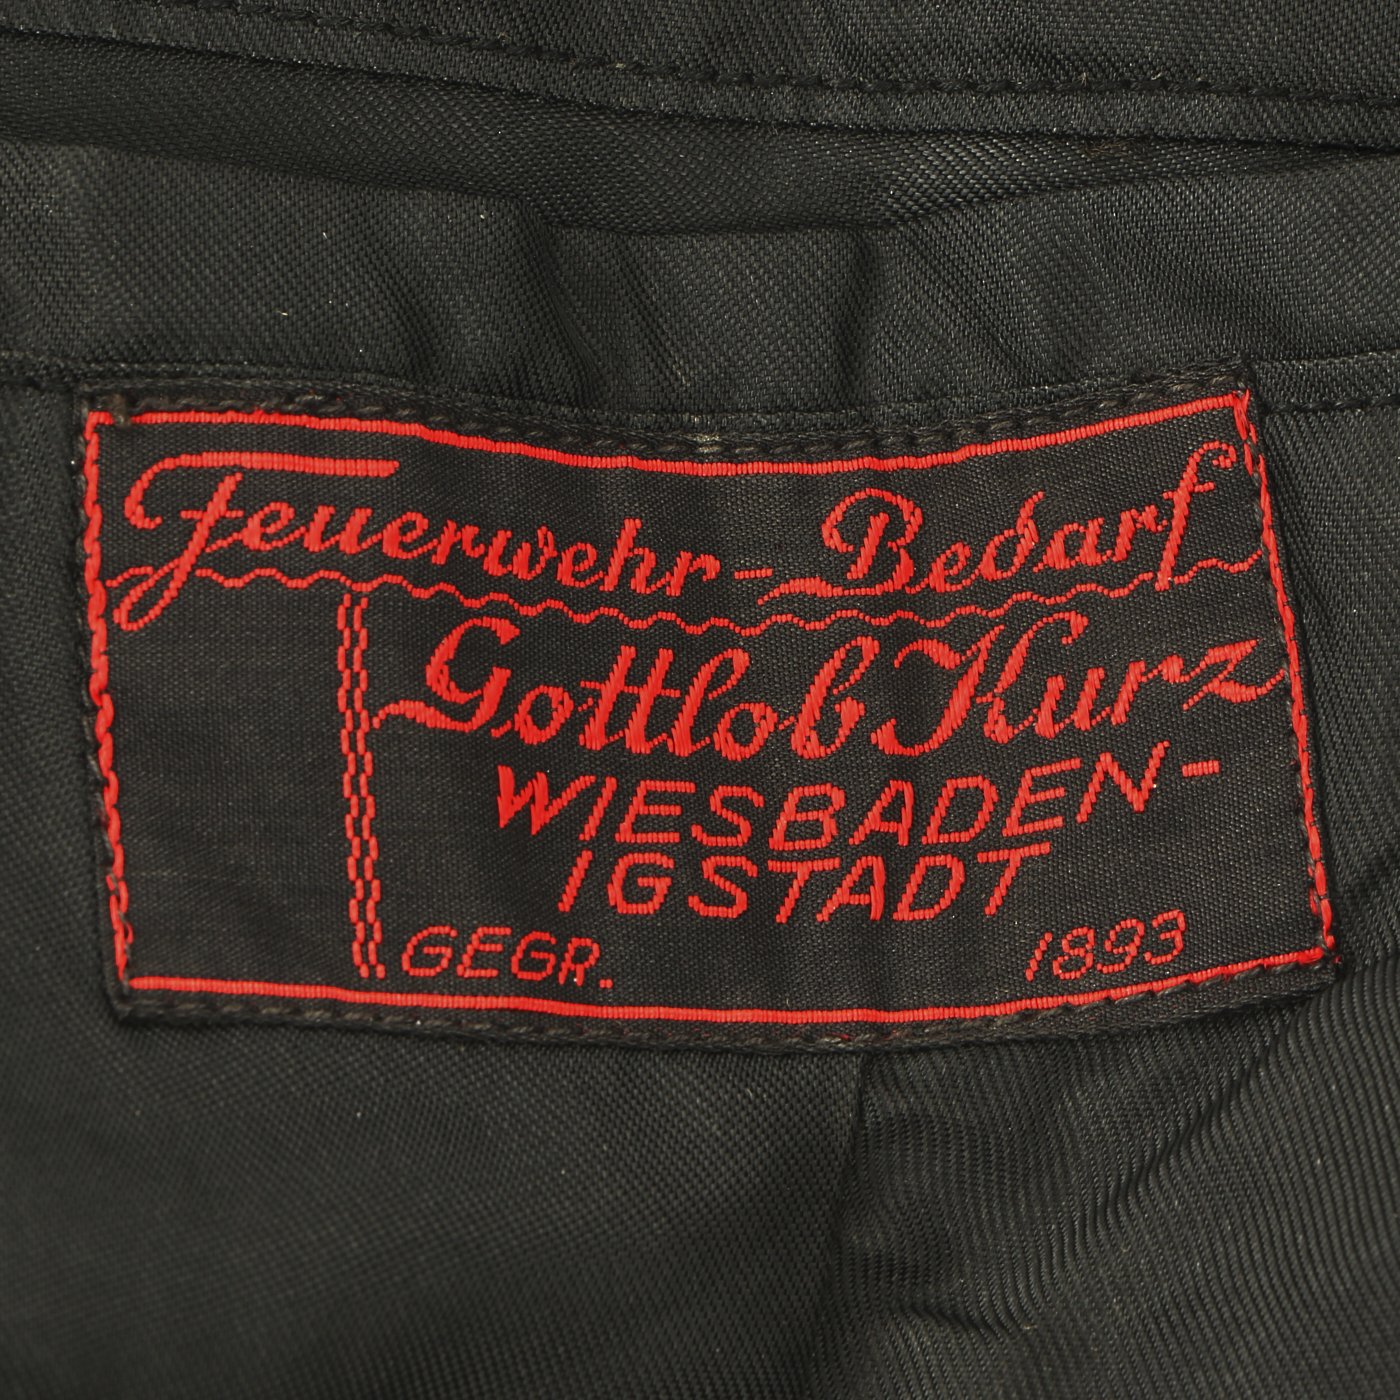 Feuerwehr-Bedarf
Gottlob Kurz
WIESBADEN-
IGSTADT
GEGR. 1893